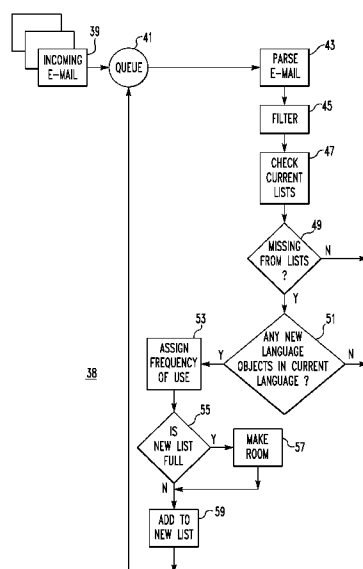 39
INCOMING
E-MAIL
41
QUEUE
43
PARSE
E-MAIL
45
FILTER
47
CHECK
CURRENT
LISTS
49
MISSING
FROM LISTS
?
N
Y
51
ANY NEW
LANGUAGE
OBJECTS IN CURRENT
LANGUAGE ?
Y
N
53
ASSIGN
FREQUENCY
OF USE
38
55
IS
NEW LIST
FULL
Y
N
MAKE
ROOM
57
59
ADD TO
NEW LIST